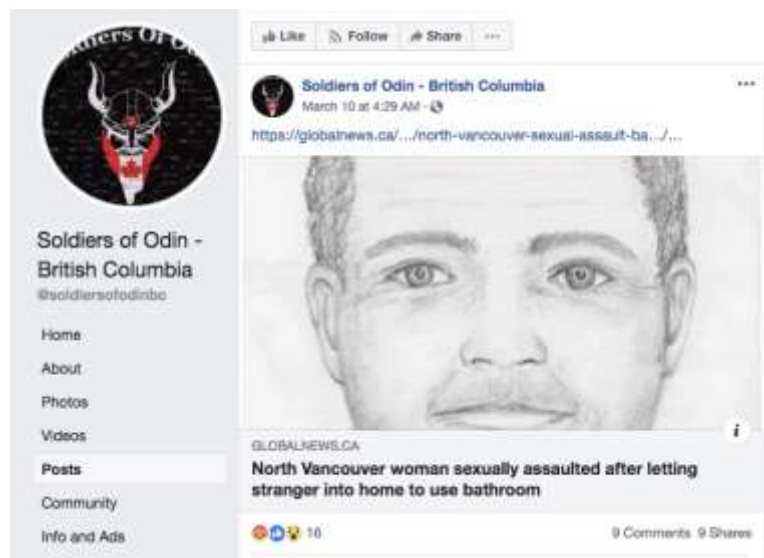 Soldiers Of Odin
Like Follow Share ...
Soldiers of Odin - British Columbia
March 10 at 4:29 AM ·
https://globalnews.ca/.../north-vancouver-sexual-assault-ba.../...
Soldiers of Odin -
British Columbia
@soldiersofodinbc
Home
About
Photos
Videos
Posts
Community
Info and Ads
i
GLOBALNEWS.CA
North Vancouver woman sexually assaulted after letting
stranger into home to use bathroom
16
9 Comments 9 Shares